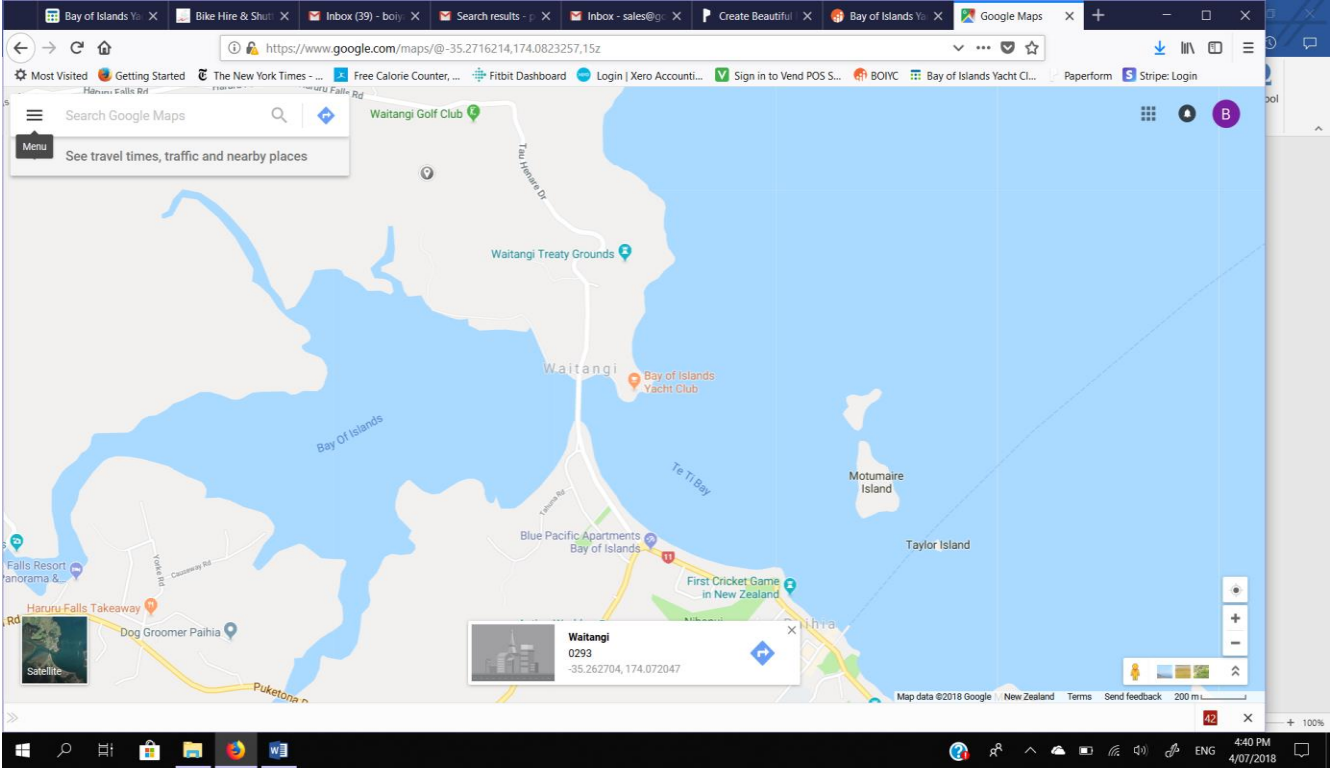 Bay of Islands Ya
Bike Hire & Shut
Inbox (39) - boiy
Search results - p
Inbox - sales@gc
Create Beautiful
Bay of Islands Ya
Google Maps
https://www.google.com/maps/@-35.2716214,174.0823257,15z
Most Visited
Getting Started
The New York Times - ...
Free Calorie Counter, ...
Fitbit Dashboard
Login | Xero Accounti...
Sign in to Vend POS S...
BOIYC
Bay of Islands Yacht Cl...
Paperform
Stripe: Login
Haruru Falls Rd
Search Google Maps
Menu
See travel times, traffic and nearby places
B
Waitangi Golf Club
Tau Henare Dr
Waitangi Treaty Grounds
Waitangi
Bay of Islands
Yacht Club
Bay Of Islands
Te Ti Bay
Motumaire
Island
Tahuna Rd
Blue Pacific Apartments
Bay of Islands
11
Taylor Island
Falls Resort
Panorama &
Yorke Rd
Causeway Rd
First Cricket Game
in New Zealand
Haruru Falls Takeaway
Rd
Dog Groomer Paihia
Satellite
Waitangi
0293
-35.262704, 174.072047
Puketona
Map data ©2018 Google
New Zealand
Terms
Send feedback
200 m
42
100%
ENG
4:40 PM
4/07/2018